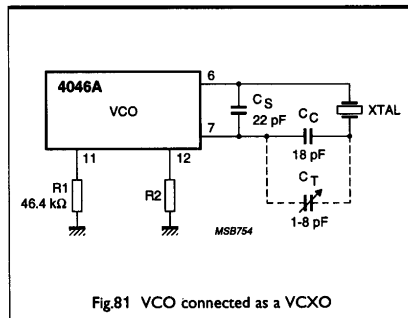 4046A
VCO
6
7
11
12
C_S
22 pF
C_C
18 pF
XTAL
C_T
1-8 pF
R1
46.4 kΩ
R2
MSB754
Fig.81 VCO connected as a VCXO